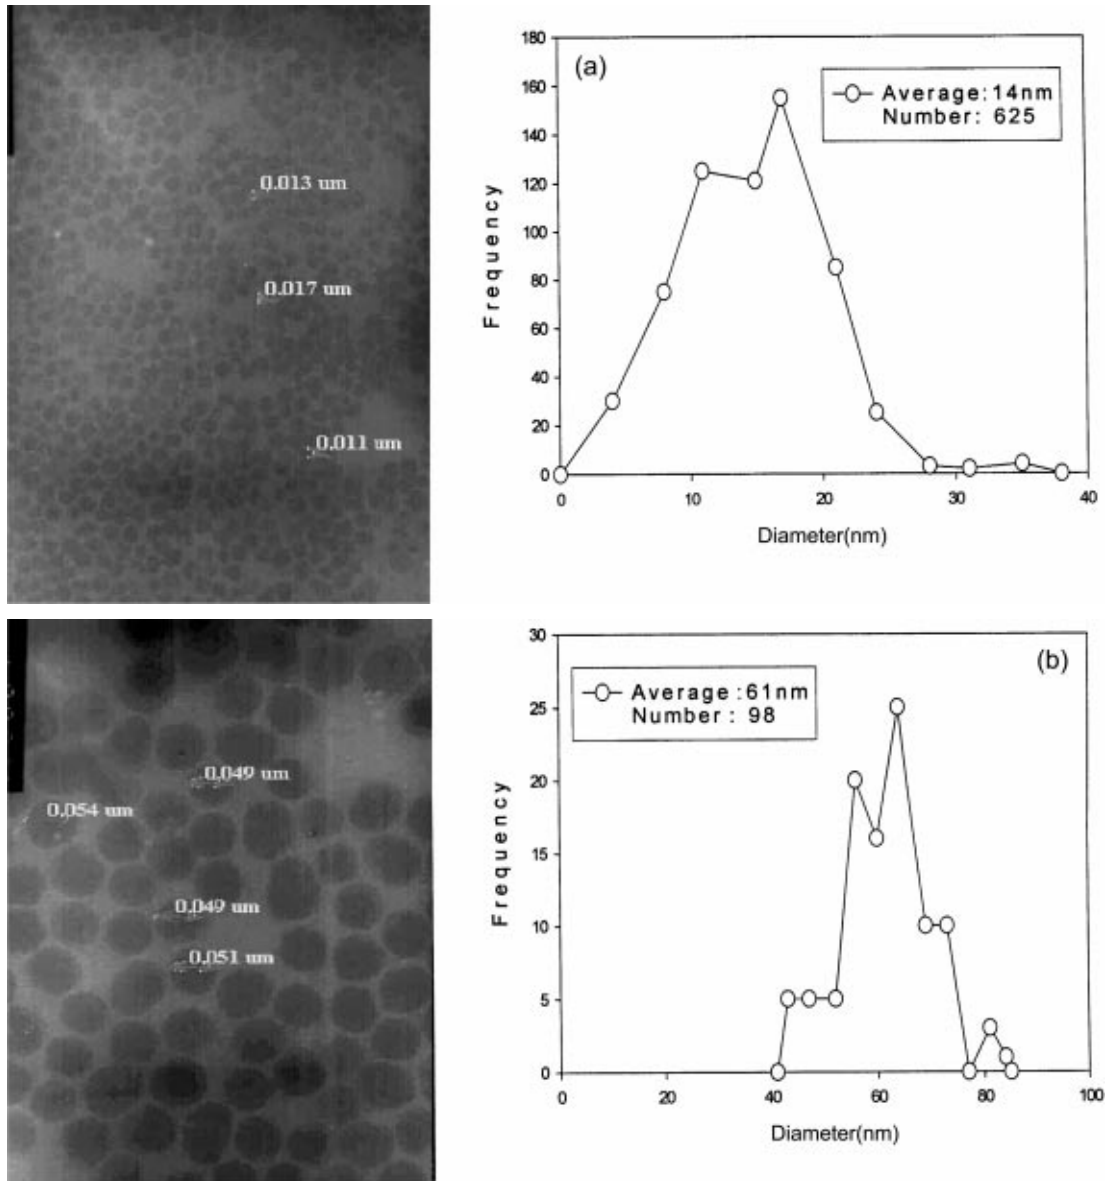 0.013 um
0.017 um
0.011 um
(a)
Average:14nm
Number: 625
Frequency
180
160
140
120
100
80
60
40
20
0
0 10 20 30 40
Diameter(nm)
0.049 um
0.054 um
0.049 um
0.051 um
(b)
Average :61nm
Number : 98
Frequency
30
25
20
15
10
5
0
0 20 40 60 80 100
Diameter(nm)